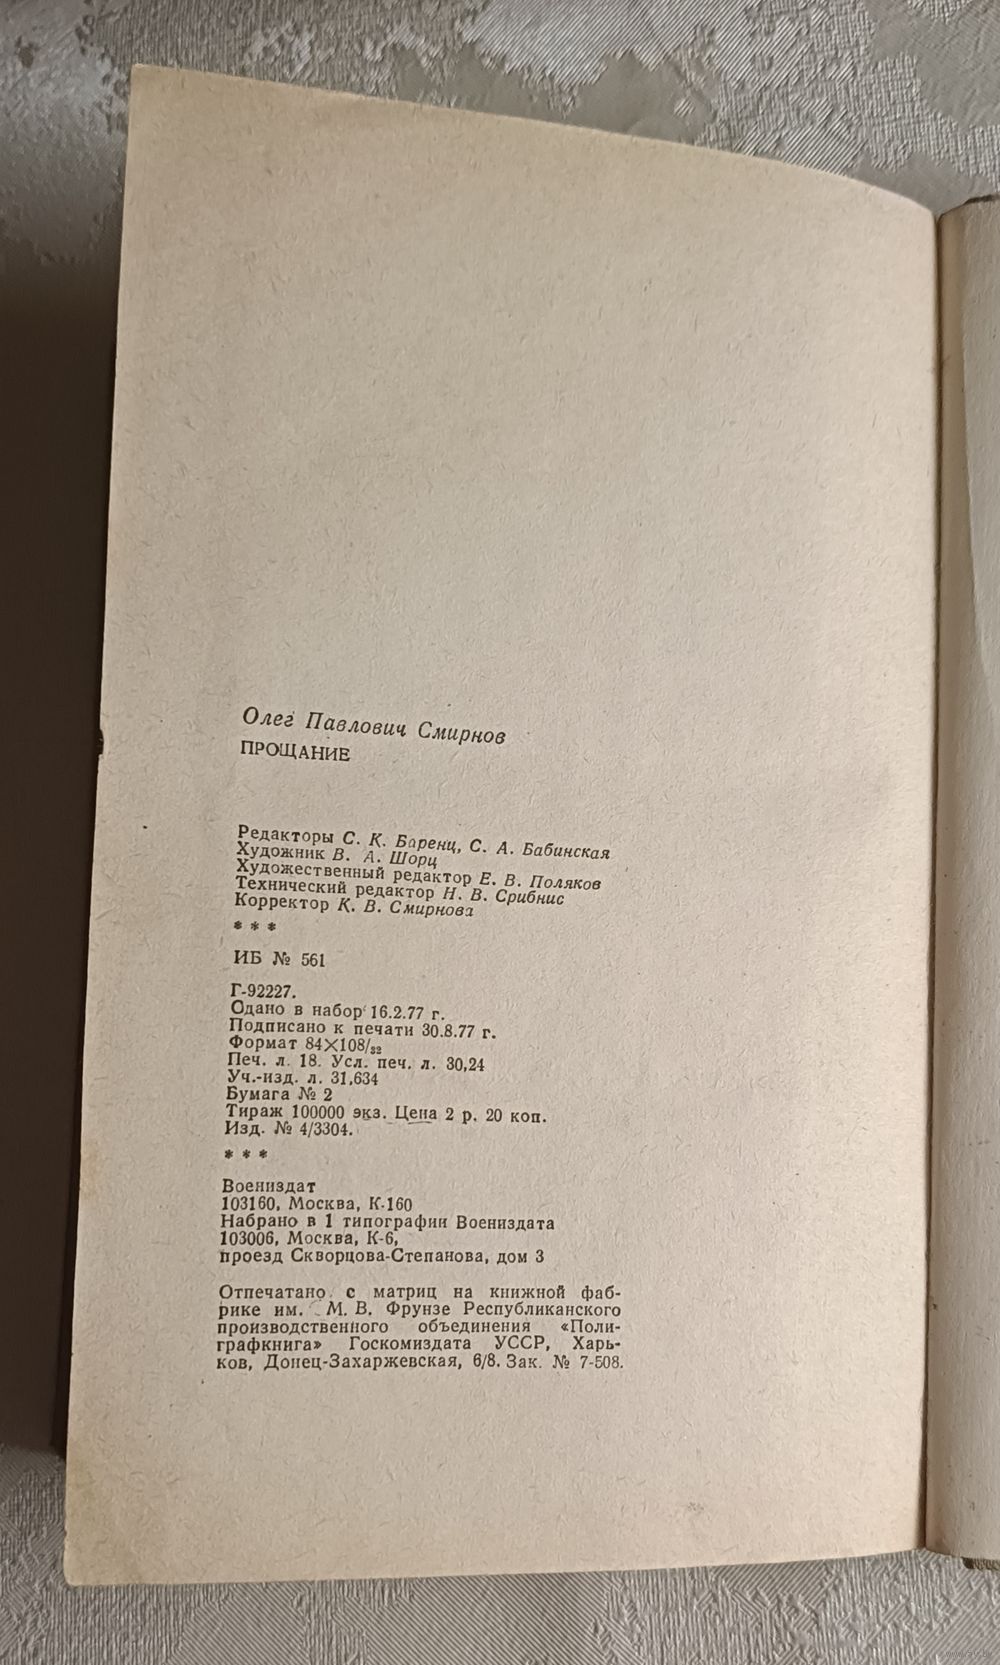 Олег Павлович Смирнов
ПРОЩАНИЕ
Редакторы С. К. Баренц, С. А. Бабинская
Художник В. А. Шорц
Художественный редактор Е. В. Поляков
Технический редактор Н. В. Срибнис
Корректор К. В. Смирнова
* * *
ИБ № 561
Г-92227.
Сдано в набор 16.2.77 г.
Подписано к печати 30.8.77 г.
Формат 84×108/32
Печ. л. 18. Усл. печ. л. 30,24
Уч.-изд. л. 31,634
Бумага № 2
Тираж 100000 экз. Цена 2 р. 20 коп.
Изд. № 4/3304.
* * *
Воениздат
103160, Москва, К-160
Набрано в 1 типографии Воениздата
103006, Москва, К-6,
проезд Скворцова-Степанова, дом 3
Отпечатано с матриц на книжной фаб-
рике им. М. В. Фрунзе Республиканского
производственного объединения «Поли-
графкнига» Госкомиздата УССР, Харь-
ков, Донец-Захаржевская, 6/8. Зак. № 7-508.